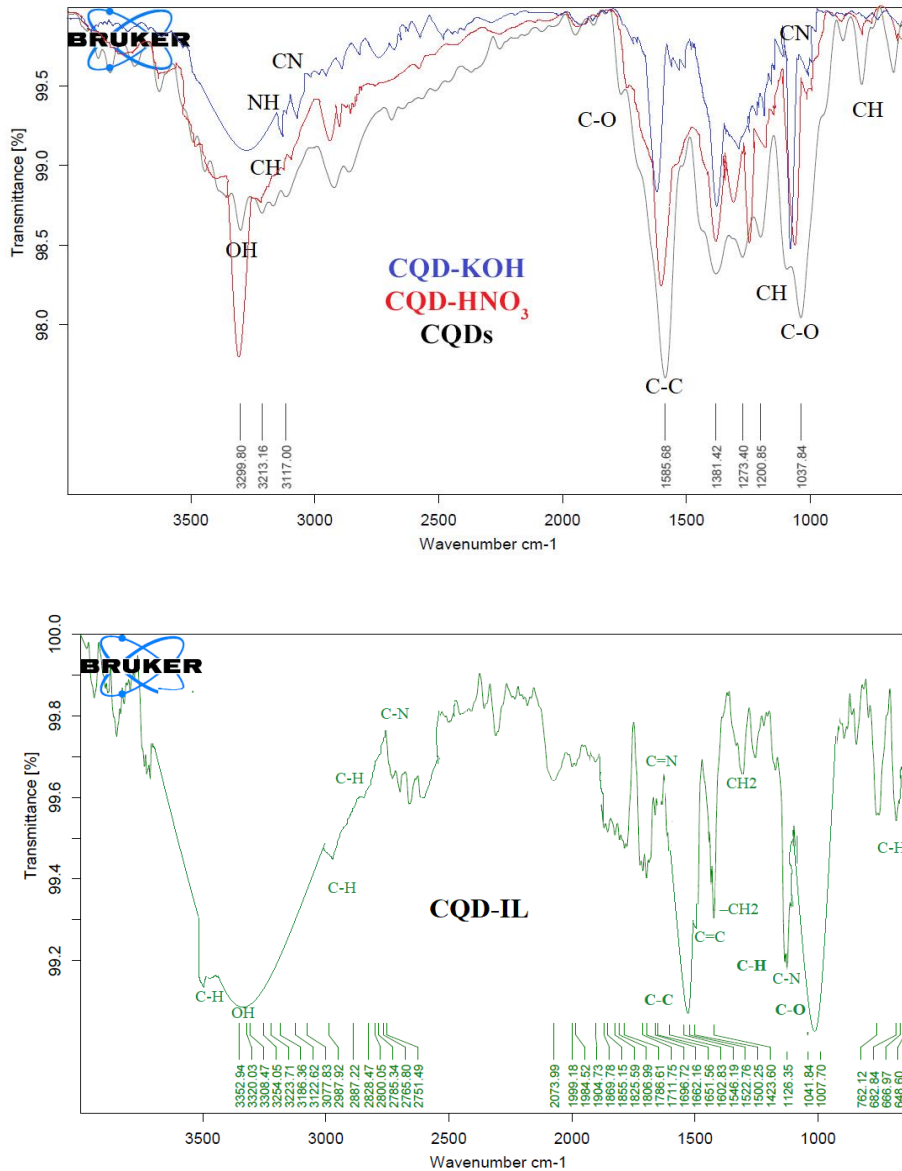 BRUKER
99.5
99.0
98.5
98.0
Transmittance [%]
CN
NH
CH
OH
C-O
CN
CH
CH
C-O
C-C
CQD-KOH
CQD-HNO3
CQDs
3299.80
3213.16
3117.00
1585.68
1381.42
1273.40
1200.85
1037.84
3500
3000
2500
2000
1500
1000
Wavenumber cm-1
100.0
BRUKER
99.8
99.6
99.4
99.2
Transmittance [%]
C-N
C-H
C-H
C-H
OH
C=N
CH2
C-H
–CH2
C=C
C-H
C-N
C-C
C-O
CQD-IL
3352.94
3320.03
3308.47
3254.05
3223.71
3186.36
3122.62
3077.83
2987.92
2887.22
2828.47
2800.05
2785.34
2765.80
2751.49
2073.99
1999.18
1984.52
1904.73
1869.78
1855.15
1825.59
1806.99
1786.61
1711.75
1696.72
1662.16
1651.56
1602.83
1546.19
1522.76
1500.25
1423.60
1126.35
1041.84
1007.70
762.12
682.84
666.97
648.60
3500
3000
2500
2000
1500
1000
Wavenumber cm-1